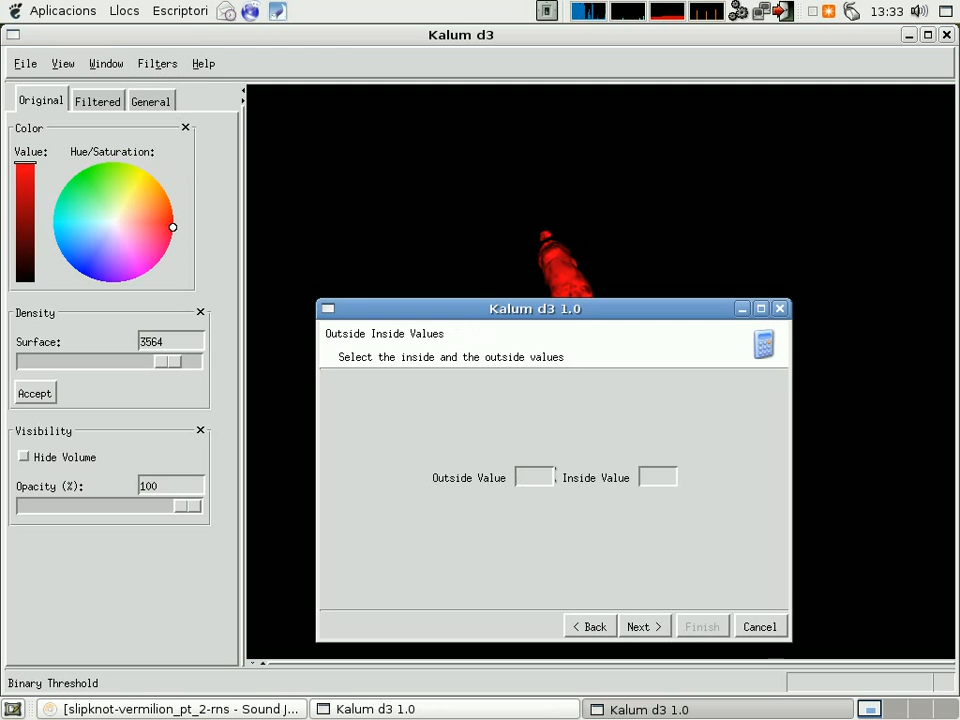 Aplicacions Llocs Escriptori 13:33
Kalum d3
File View Window Filters Help
Original Filtered General
Color
Value: Hue/Saturation:
Density
Surface: 3564
Accept
Visibility
Hide Volume
Opacity (%): 100
Kalum d3 1.0
Outside Inside Values
Select the inside and the outside values
Outside Value Inside Value
< Back Next > Finish Cancel
Binary Threshold
[slipknot-vermilion_pt_2-rns - Sound J... Kalum d3 1.0 Kalum d3 1.0